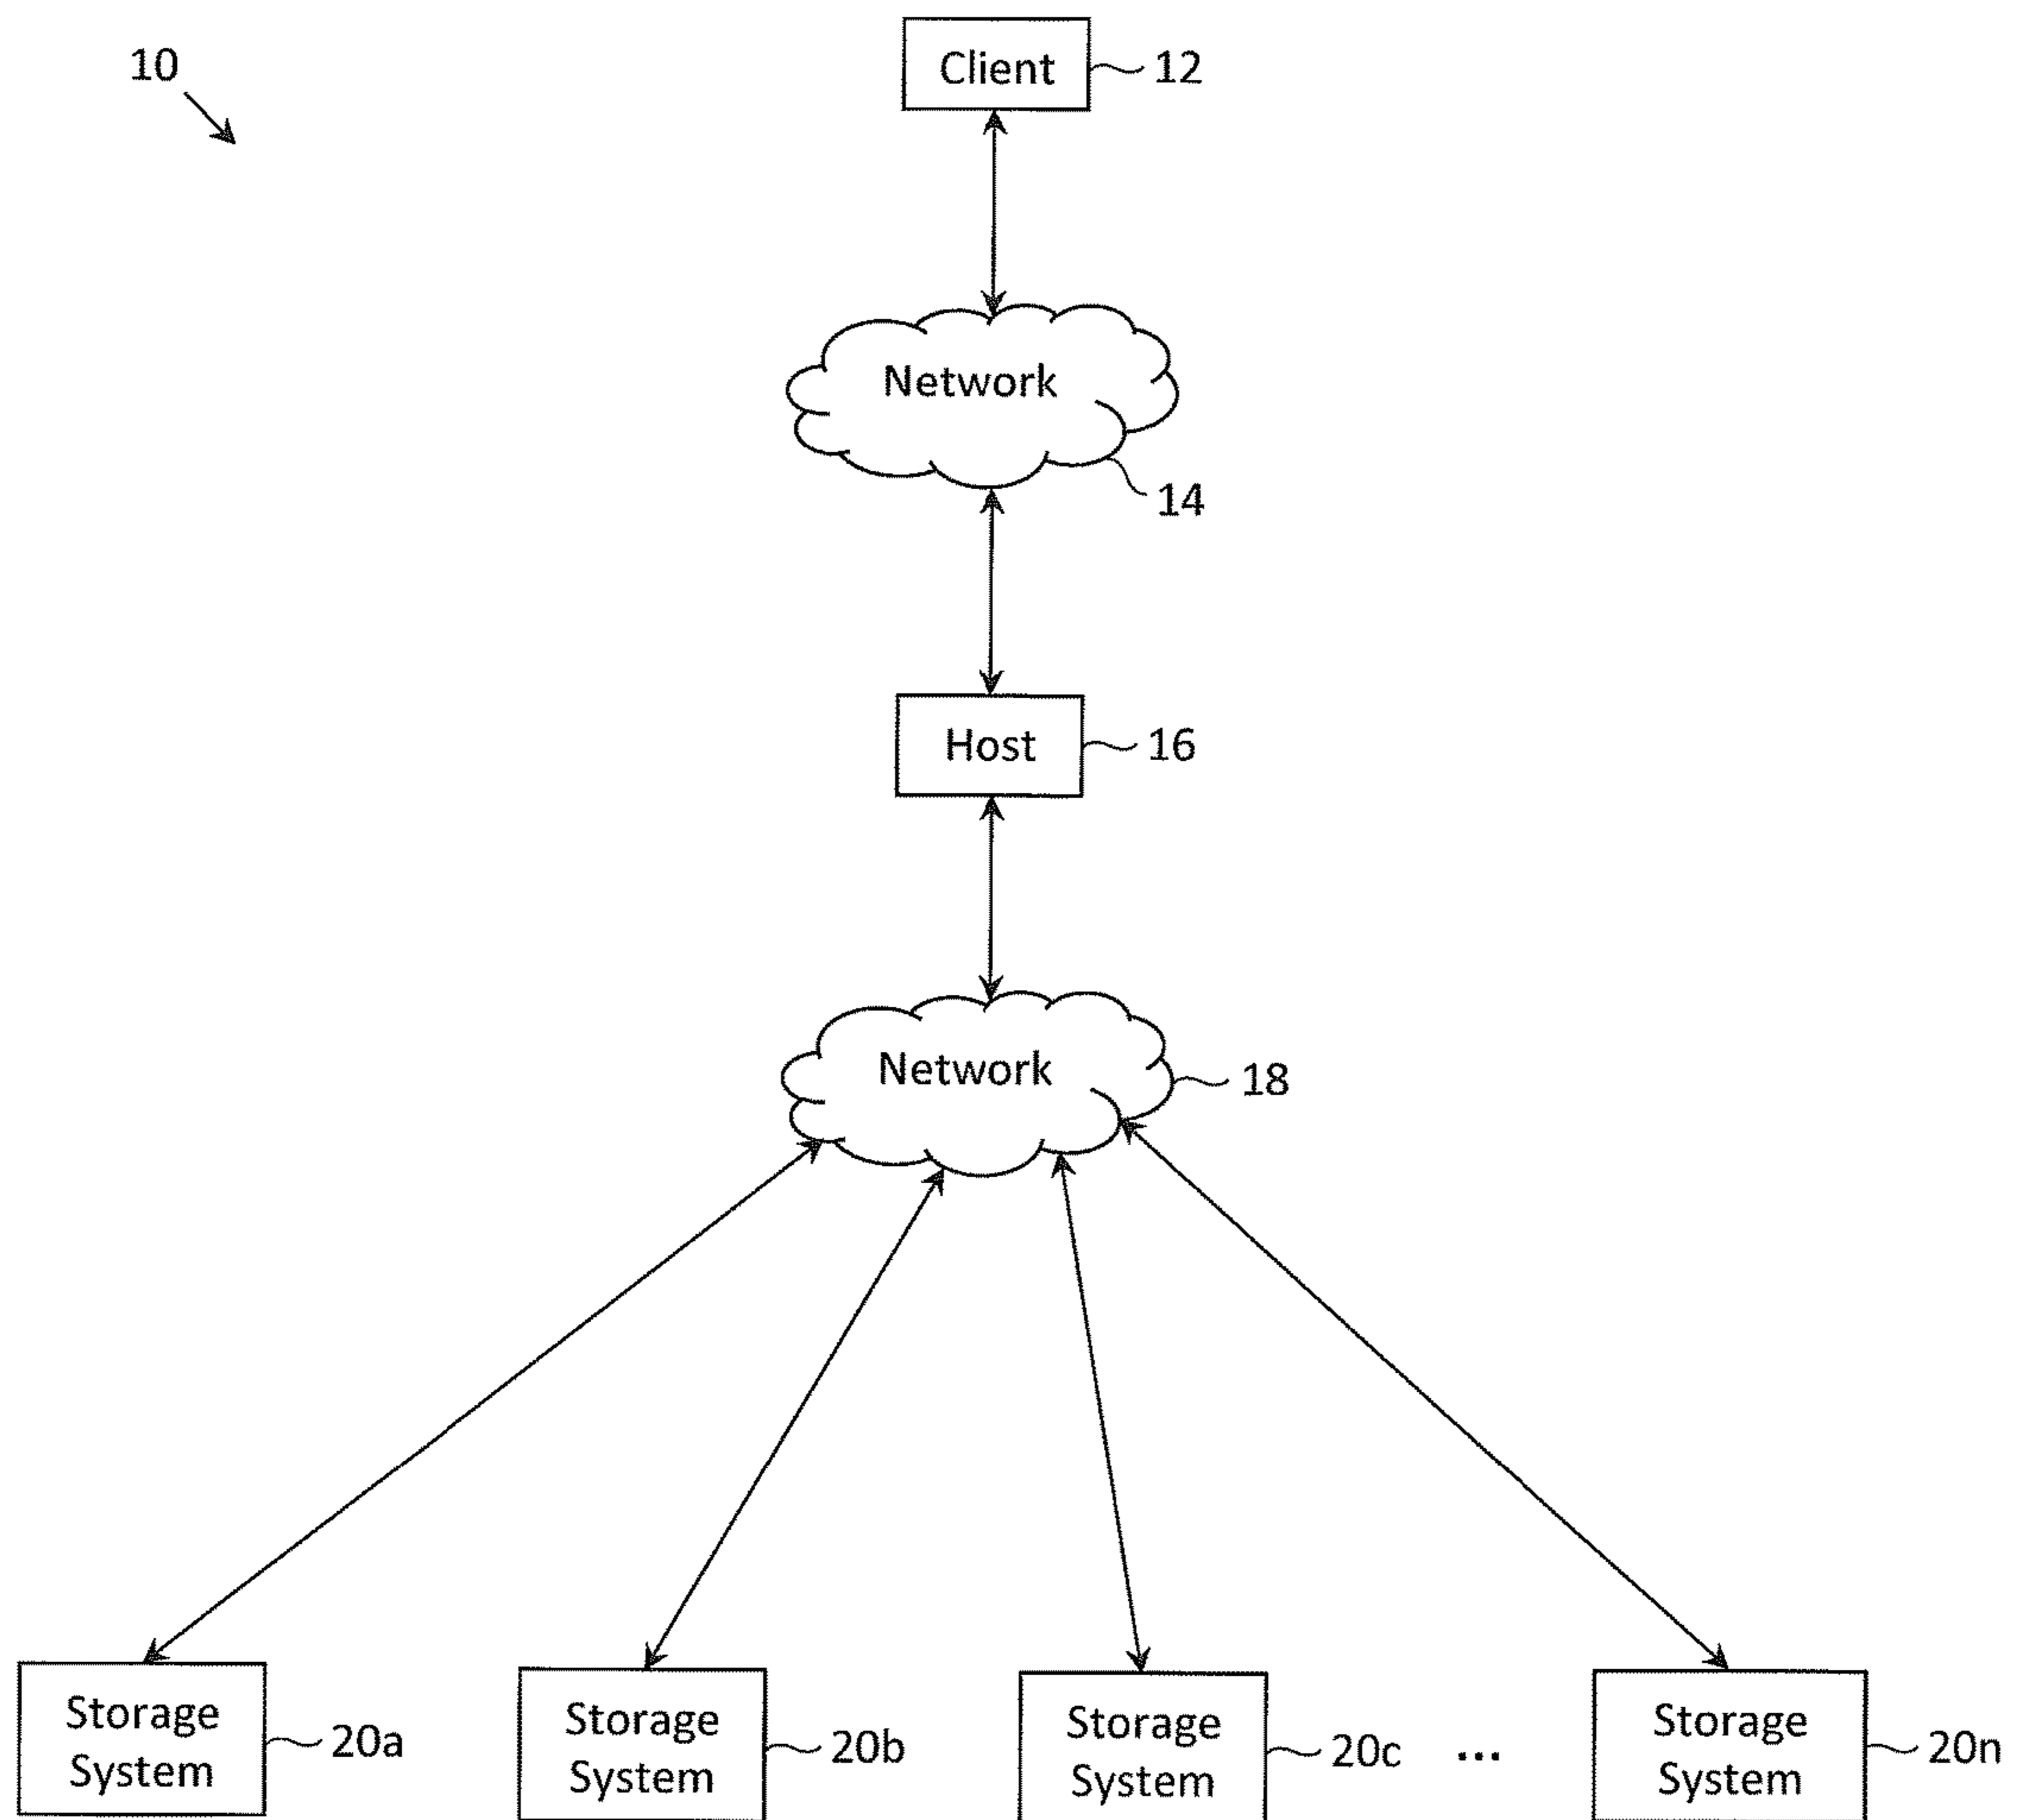 10
Client
12
Network
14
Host
16
Network
18
Storage
System
20a
Storage
System
20b
Storage
System
20c
...
Storage
System
20n